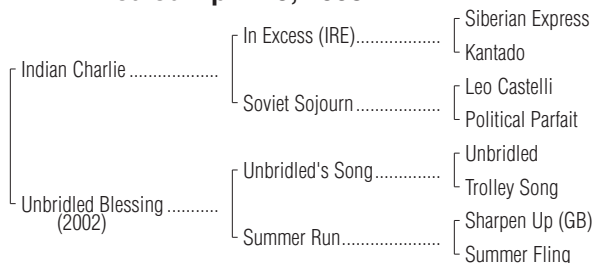 Siberian Express
In Excess (IRE)....................
Kantado
Indian Charlie .....................
Leo Castelli
Soviet Sojourn ....................
Political Parfait
Unbridled
Unbridled's Song...............
Trolley Song
Unbridled Blessing ............
(2002)
Sharpen Up (GB)
Summer Run.......................
Summer Fling